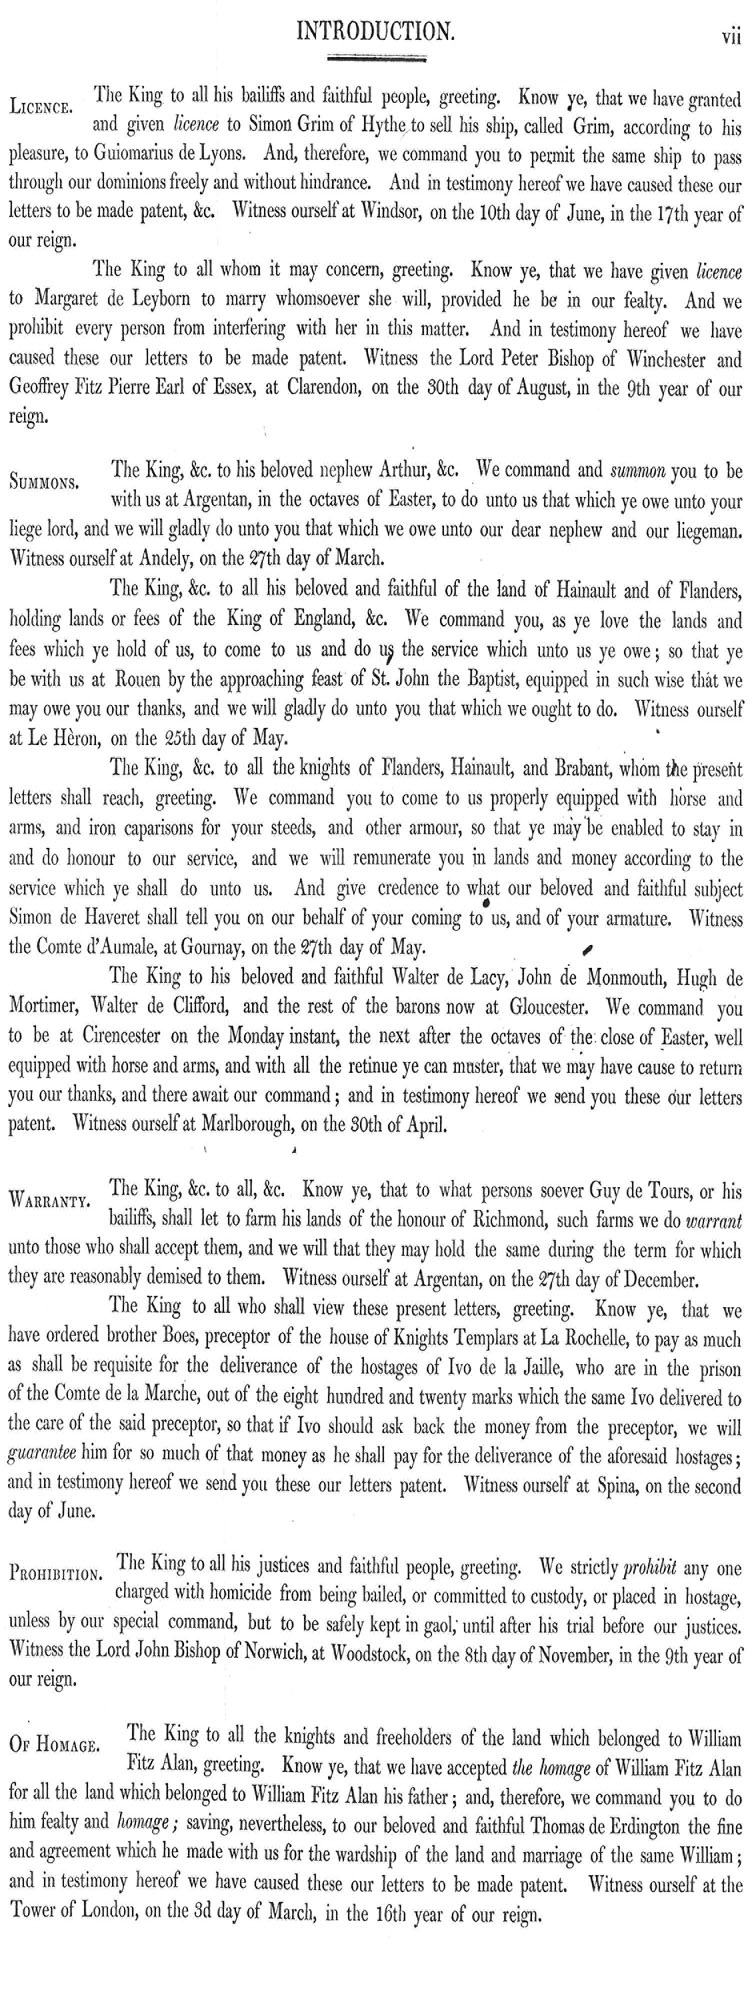 INTRODUCTION. vii
LICENCE. The King to all his bailiffs and faithful people, greeting. Know ye, that we have granted
and given licence to Simon Grim of Hythe to sell his ship, called Grim, according to his
pleasure, to Guiomarius de Lyons. And, therefore, we command you to permit the same ship to pass
through our dominions freely and without hindrance. And in testimony hereof we have caused these our
letters to be made patent, &c. Witness ourself at Windsor, on the 10th day of June, in the 17th year of
our reign.
The King to all whom it may concern, greeting. Know ye, that we have given licence
to Margaret de Leyborn to marry whomsoever she will, provided he be in our fealty. And we
prohibit every person from interfering with her in this matter. And in testimony hereof we have
caused these our letters to be made patent. Witness the Lord Peter Bishop of Winchester and
Geoffrey Fitz Pierre Earl of Essex, at Clarendon, on the 30th day of August, in the 9th year of our
reign.
SUMMONS. The King, &c. to his beloved nephew Arthur, &c. We command and summon you to be
with us at Argentan, in the octaves of Easter, to do unto us that which ye owe unto your
liege lord, and we will gladly do unto you that which we owe unto our dear nephew and our liegeman.
Witness ourself at Andely, on the 27th day of March.
The King, &c. to all his beloved and faithful of the land of Hainault and of Flanders,
holding lands or fees of the King of England, &c. We command you, as ye love the lands and
fees which ye hold of us, to come to us and do us the service which unto us ye owe; so that ye
be with us at Rouen by the approaching feast of St. John the Baptist, equipped in such wise that we
may owe you our thanks, and we will gladly do unto you that which we ought to do. Witness ourself
at Le Hèron, on the 25th day of May.
The King, &c. to all the knights of Flanders, Hainault, and Brabant, whom the present
letters shall reach, greeting. We command you to come to us properly equipped with horse and
arms, and iron caparisons for your steeds, and other armour, so that ye may be enabled to stay in
and do honour to our service, and we will remunerate you in lands and money according to the
service which ye shall do unto us. And give credence to what our beloved and faithful subject
Simon de Haveret shall tell you on our behalf of your coming to us, and of your armature. Witness
the Comte d'Aumale, at Gournay, on the 27th day of May.
The King to his beloved and faithful Walter de Lacy, John de Monmouth, Hugh de
Mortimer, Walter de Clifford, and the rest of the barons now at Gloucester. We command you
to be at Cirencester on the Monday instant, the next after the octaves of the close of Easter, well
equipped with horse and arms, and with all the retinue ye can muster, that we may have cause to return
you our thanks, and there await our command; and in testimony hereof we send you these our letters
patent. Witness ourself at Marlborough, on the 30th of April.
WARRANTY. The King, &c. to all, &c. Know ye, that to what persons soever Guy de Tours, or his
bailiffs, shall let to farm his lands of the honour of Richmond, such farms we do warrant
unto those who shall accept them, and we will that they may hold the same during the term for which
they are reasonably demised to them. Witness ourself at Argentan, on the 27th day of December.
The King to all who shall view these present letters, greeting. Know ye, that we
have ordered brother Boes, preceptor of the house of Knights Templars at La Rochelle, to pay as much
as shall be requisite for the deliverance of the hostages of Ivo de la Jaille, who are in the prison
of the Comte de la Marche, out of the eight hundred and twenty marks which the same Ivo delivered to
the care of the said preceptor, so that if Ivo should ask back the money from the preceptor, we will
guarantee him for so much of that money as he shall pay for the deliverance of the aforesaid hostages;
and in testimony hereof we send you these our letters patent. Witness ourself at Spina, on the second
day of June.
PROHIBITION. The King to all his justices and faithful people, greeting. We strictly prohibit any one
charged with homicide from being bailed, or committed to custody, or placed in hostage,
unless by our special command, but to be safely kept in gaol, until after his trial before our justices.
Witness the Lord John Bishop of Norwich, at Woodstock, on the 8th day of November, in the 9th year of
our reign.
OF HOMAGE. The King to all the knights and freeholders of the land which belonged to William
Fitz Alan, greeting. Know ye, that we have accepted the homage of William Fitz Alan
for all the land which belonged to William Fitz Alan his father; and, therefore, we command you to do
him fealty and homage; saving, nevertheless, to our beloved and faithful Thomas de Erdington the fine
and agreement which he made with us for the wardship of the land and marriage of the same William;
and in testimony hereof we have caused these our letters to be made patent. Witness ourself at the
Tower of London, on the 3d day of March, in the 16th year of our reign.